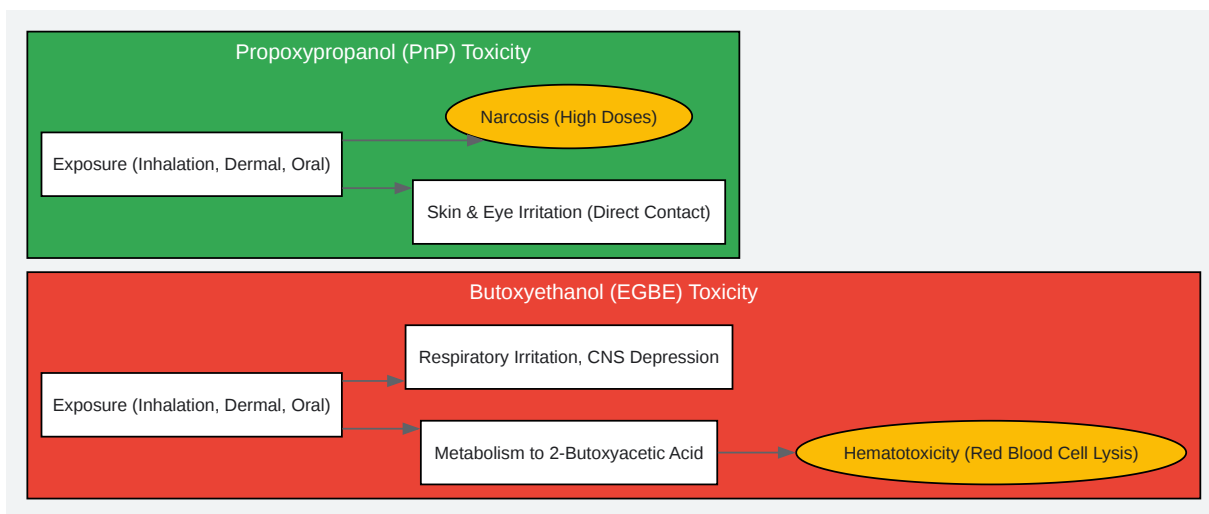 Propoxypropanol (PnP) Toxicity
Narcosis (High Doses)
Exposure (Inhalation, Dermal, Oral)
Skin & Eye Irritation (Direct Contact)
Butoxyethanol (EGBE) Toxicity
Respiratory Irritation, CNS Depression
Exposure (Inhalation, Dermal, Oral)
Metabolism to 2-Butoxyacetic Acid
Hematotoxicity (Red Blood Cell Lysis)